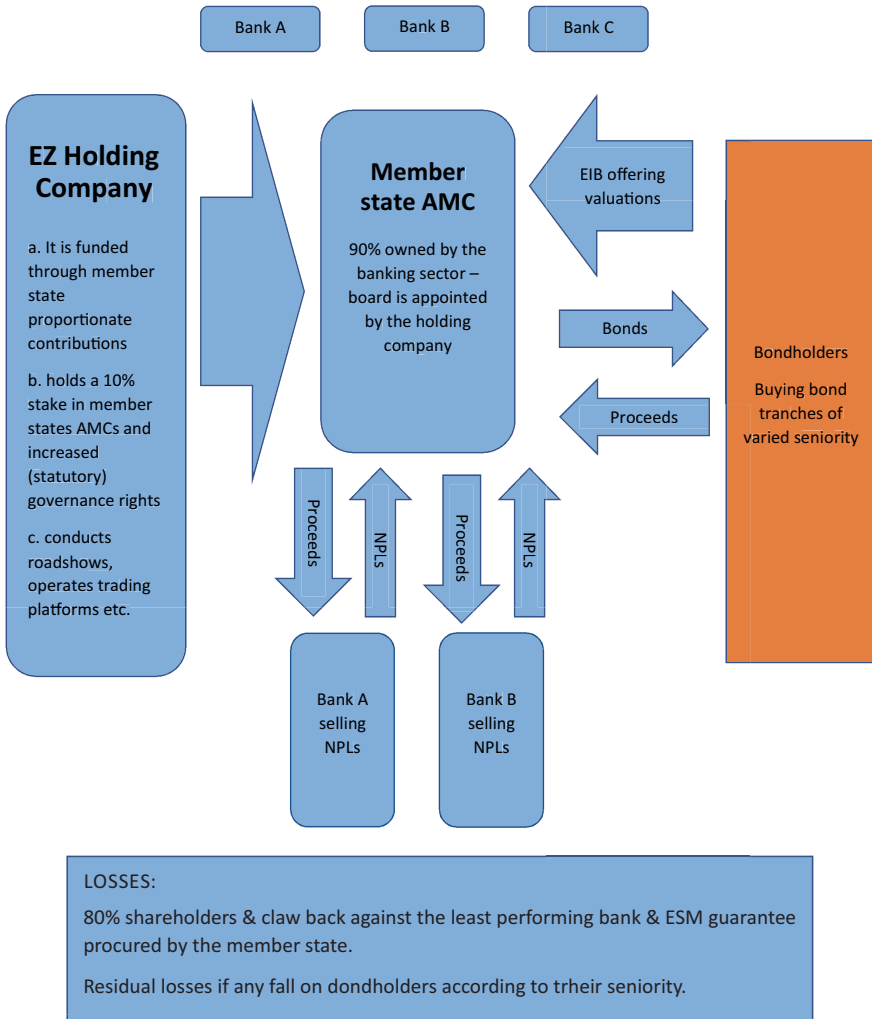 Bank A
Bank B
Bank C
EZ Holding
Company
a. It is funded
through member
state
proportionate
contributions
b. holds a 10%
stake in member
states AMCs and
increased
(statutory)
governance rights
c. conducts
roadshows,
operates trading
platforms etc.
Member
state AMC
90% owned by the
banking sector –
board is appointed
by the holding
company
EIB offering
valuations
Bonds
Proceeds
Bondholders
Buying bond
tranches of
varied seniority
Proceeds
NPLs
Proceeds
NPLs
Bank A
selling
NPLs
Bank B
selling
NPLs
LOSSES:
80% shareholders & claw back against the least performing bank & ESM guarantee
procured by the member state.
Residual losses if any fall on dondholders according to trheir seniority.